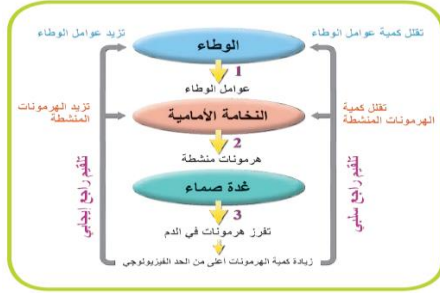 تقلل كمية عوامل الوطاء
تزيد عوامل الوطاء
الوطاء
1
عوامل الوطاء
تقلل كمية
الهرمونات المنشطة
تزيد الهرمونات
المنشطة
النخامة الأمامية
2
هرمونات منشطة
غدة صماء
3
تفرز هرمونات في الدم
زيادة كمية الهرمونات اعلى من الحد الفيزيولوجي
تلقيم راجع سلبي
تلقيم راجع إيجابي